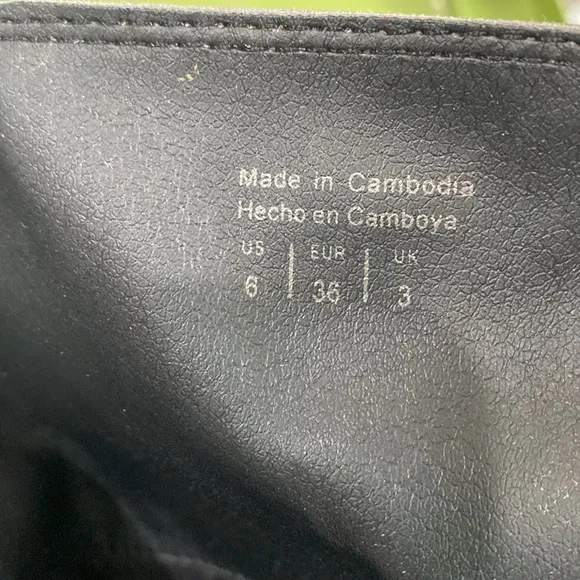 Made in Cambodia
Hecho en Camboya
US | EUR | UK
6 | 36 | 3